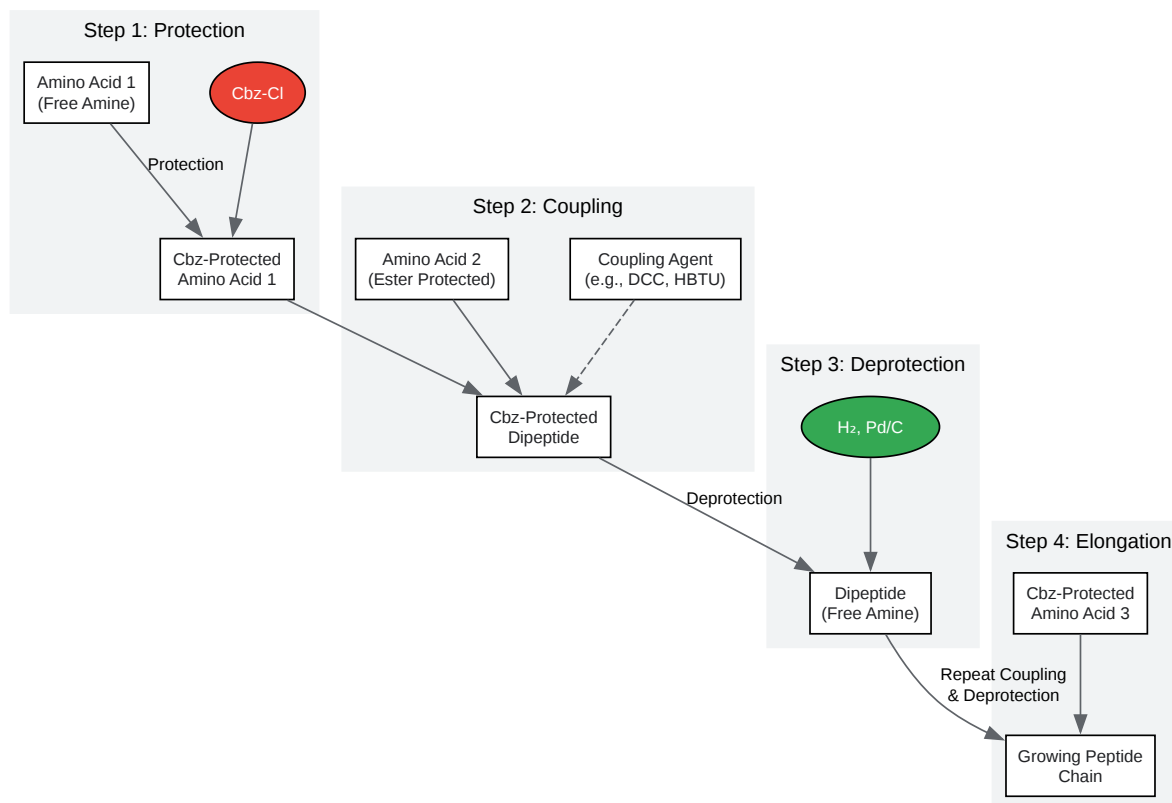 Step 1: Protection
Amino Acid 1
(Free Amine)
Cbz-Cl
Protection
Cbz-Protected
Amino Acid 1
Step 2: Coupling
Amino Acid 2
(Ester Protected)
Coupling Agent
(e.g., DCC, HBTU)
Cbz-Protected
Dipeptide
Step 3: Deprotection
H₂, Pd/C
Deprotection
Dipeptide
(Free Amine)
Step 4: Elongation
Cbz-Protected
Amino Acid 3
Repeat Coupling
& Deprotection
Growing Peptide
Chain